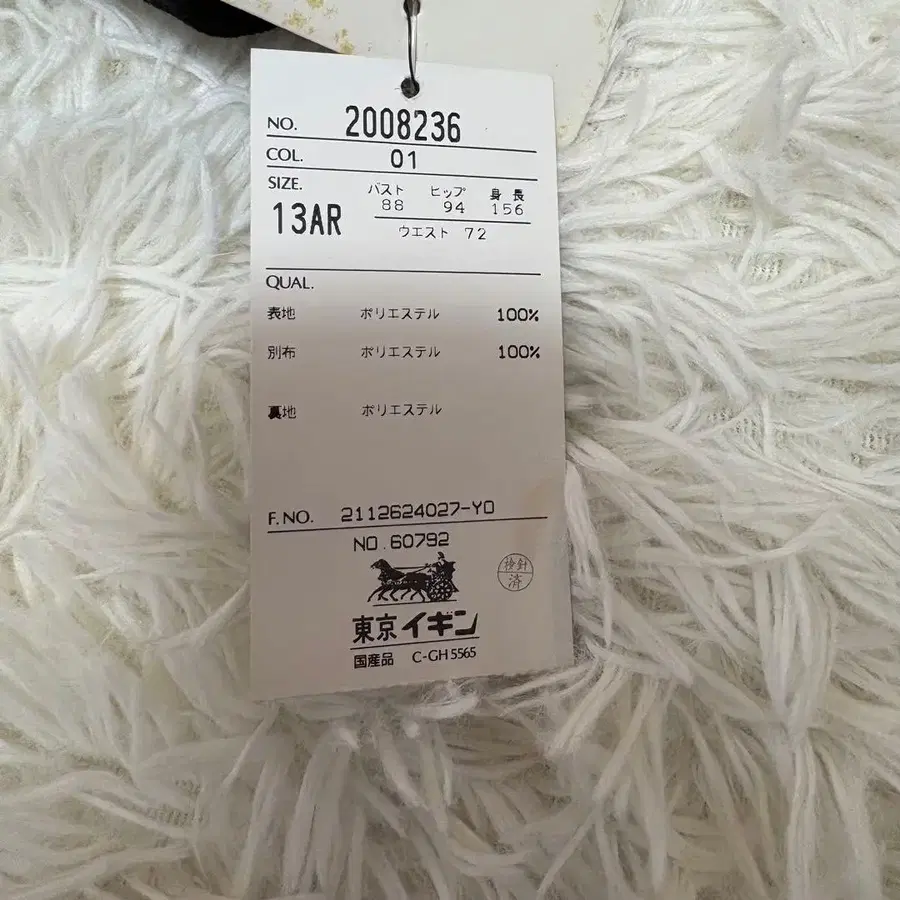 NO. 2008236
COL. 01
SIZE. バスト ヒップ 身長
13AR 88 94 156
ウエスト 72
QUAL.
表地 ポリエステル 100%
別布 ポリエステル 100%
裏地 ポリエステル
F.NO. 2112624027-YO
NO.60792
検針
済
東京イギン
国産品 C-GH5565